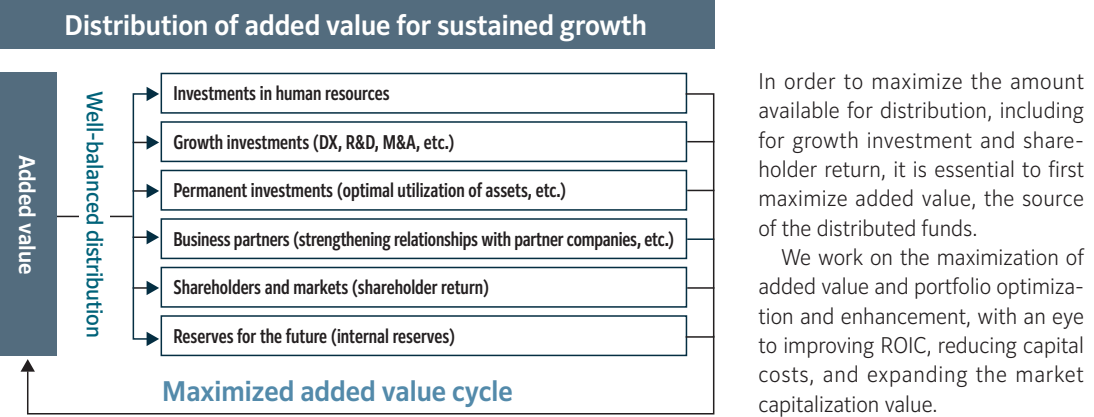 Distribution of added value for sustained growth
Added value
Well-balanced distribution
Investments in human resources
Growth investments (DX, R&D, M&A, etc.)
Permanent investments (optimal utilization of assets, etc.)
Business partners (strengthening relationships with partner companies, etc.)
Shareholders and markets (shareholder return)
Reserves for the future (internal reserves)
Maximized added value cycle
In order to maximize the amount
available for distribution, including
for growth investment and share-
holder return, it is essential to first
maximize added value, the source
of the distributed funds.
We work on the maximization of
added value and portfolio optimiza-
tion and enhancement, with an eye
to improving ROIC, reducing capital
costs, and expanding the market
capitalization value.